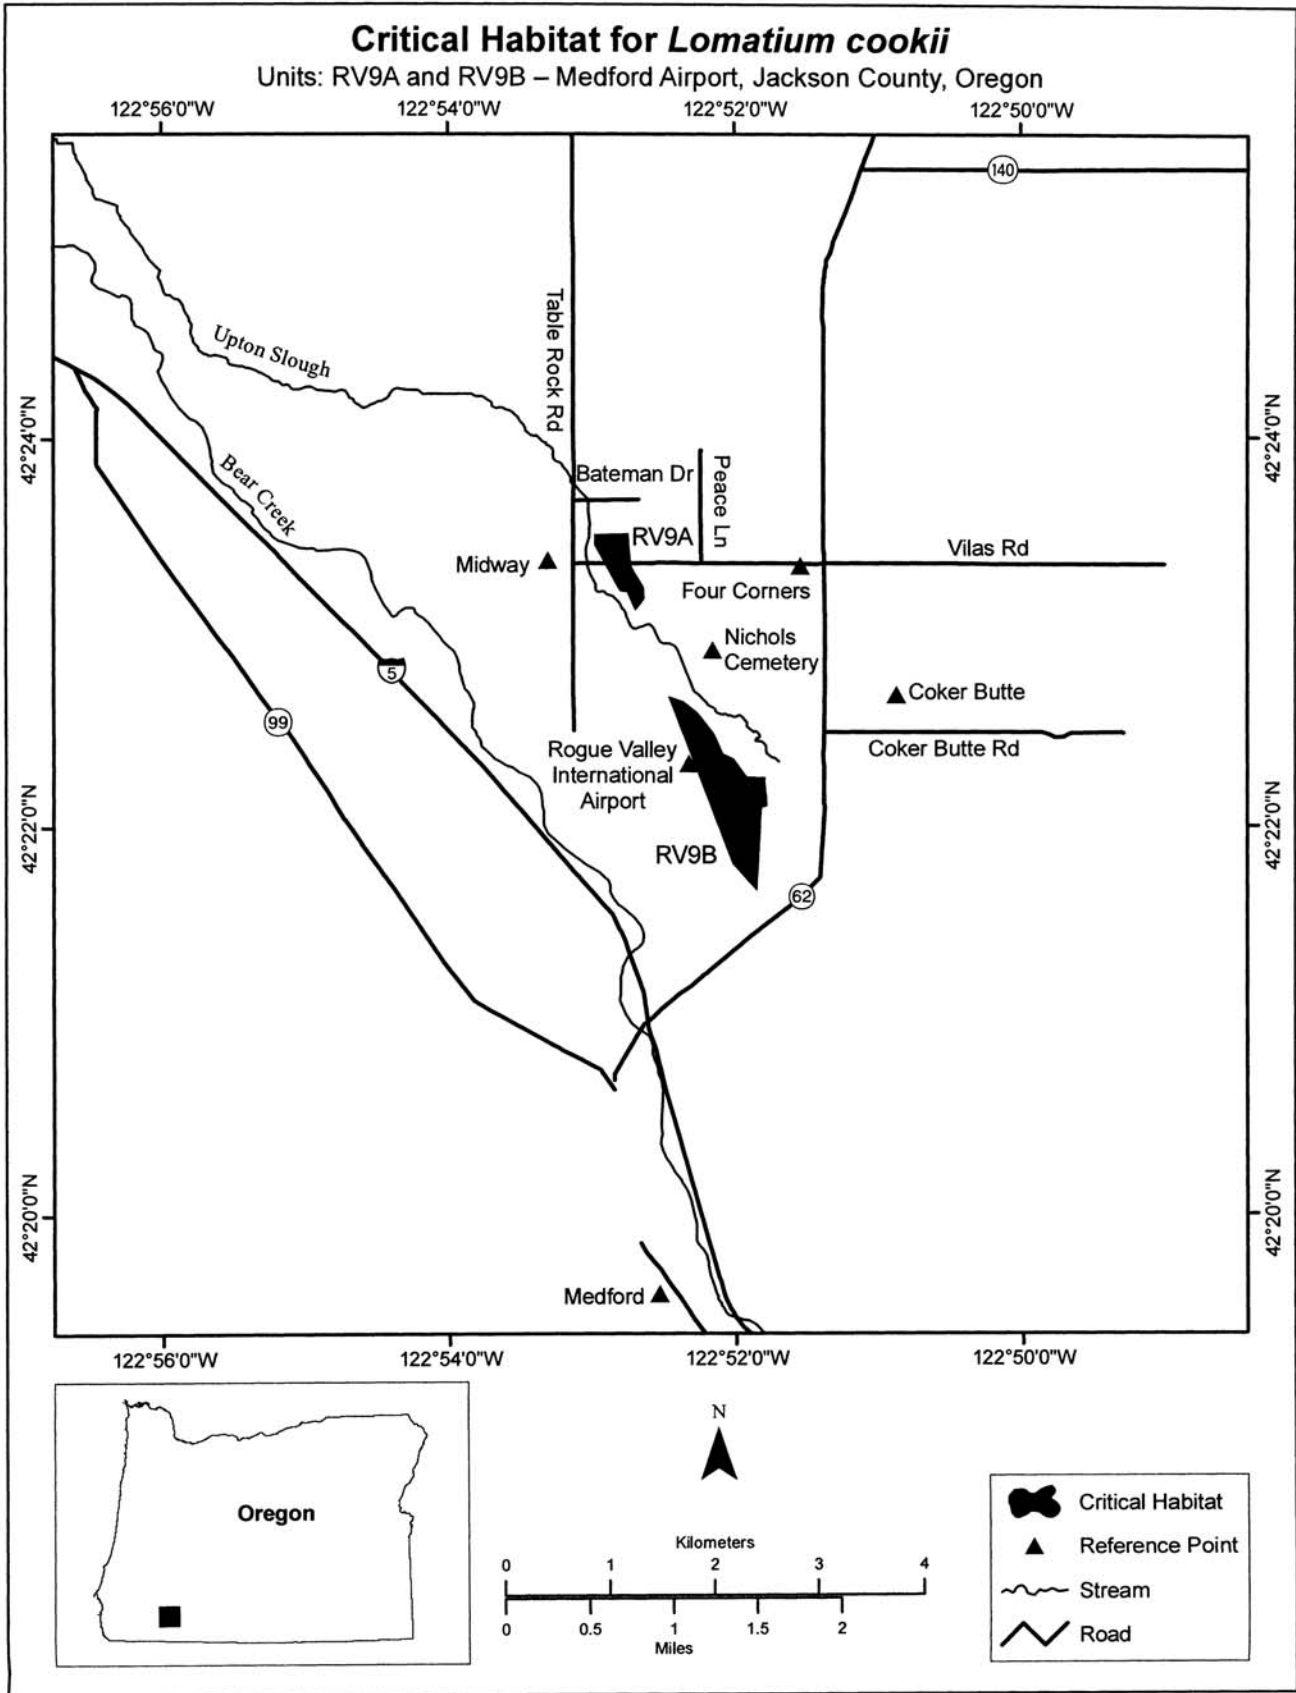 Critical Habitat for Lomatium cookii
Units: RV9A and RV9B – Medford Airport, Jackson County, Oregon
122°56'0"W
122°54'0"W
122°52'0"W
122°50'0"W
140
Table Rock Rd
Upton Slough
42°24'0"N
42°24'0"N
Bear Creek
Bateman Dr
Peace Ln
RV9A
Vilas Rd
Midway
Four Corners
Nichols
Cemetery
5
Coker Butte
99
Rogue Valley
International
Airport
Coker Butte Rd
42°22'0"N
42°22'0"N
RV9B
62
42°20'0"N
42°20'0"N
Medford
122°56'0"W
122°54'0"W
122°52'0"W
122°50'0"W
Oregon
N
Kilometers
0 1 2 3 4
0 0.5 1 1.5 2
Miles
Critical Habitat
Reference Point
Stream
Road